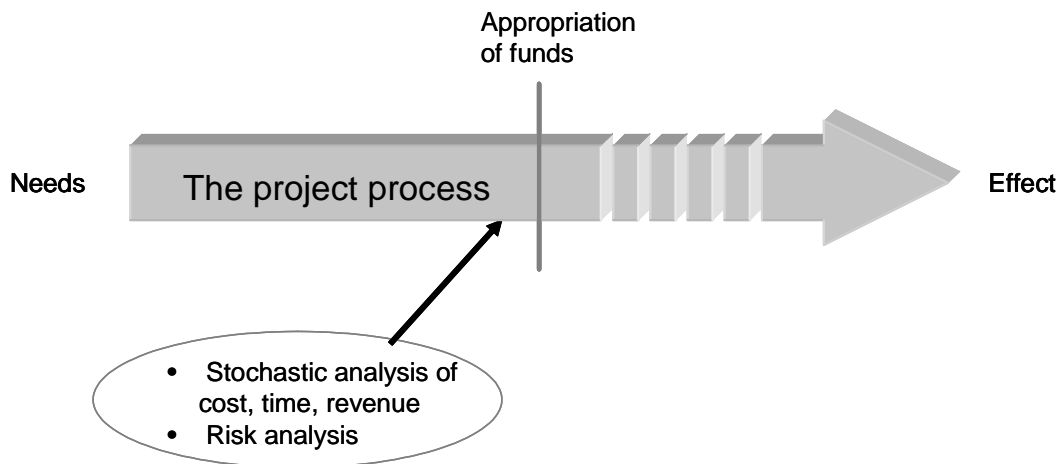 Appropriation
of funds
Needs
The project process
Effect
• Stochastic analysis of
cost, time, revenue
• Risk analysis